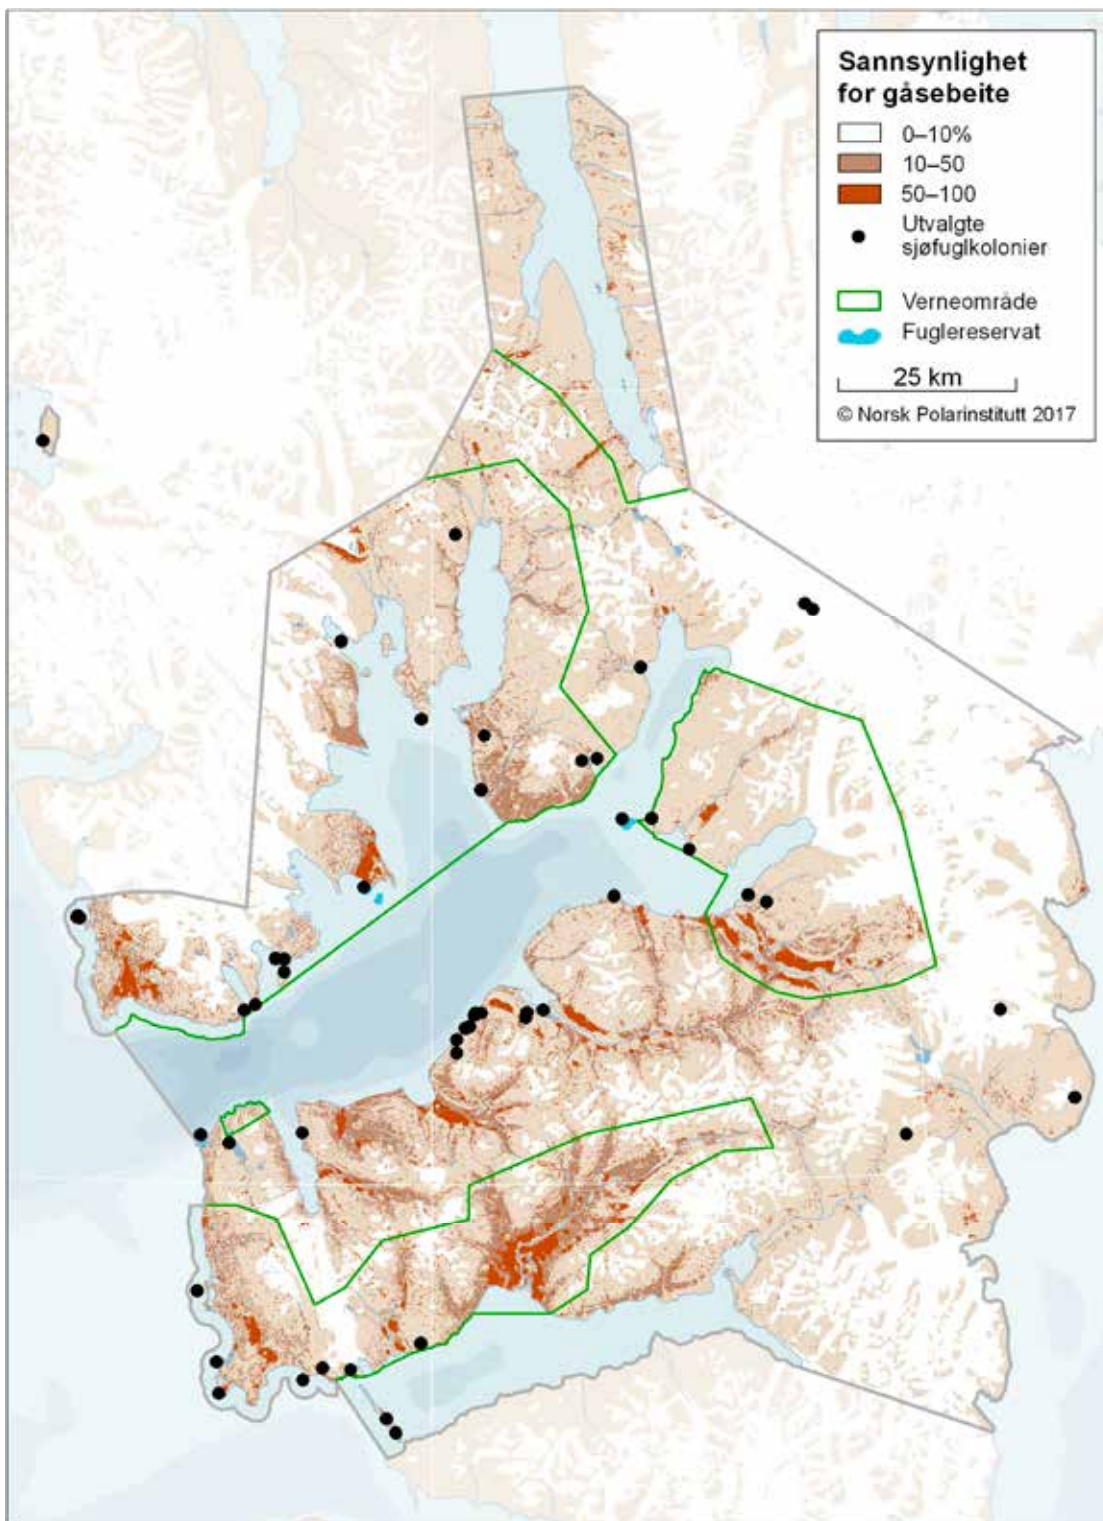 Sannsynlighet
for gåsebeite
0–10%
10–50
50–100
Utvalgte
sjøfuglkolonier
Verneområde
Fuglereservat
25 km
© Norsk Polarinstitutt 2017